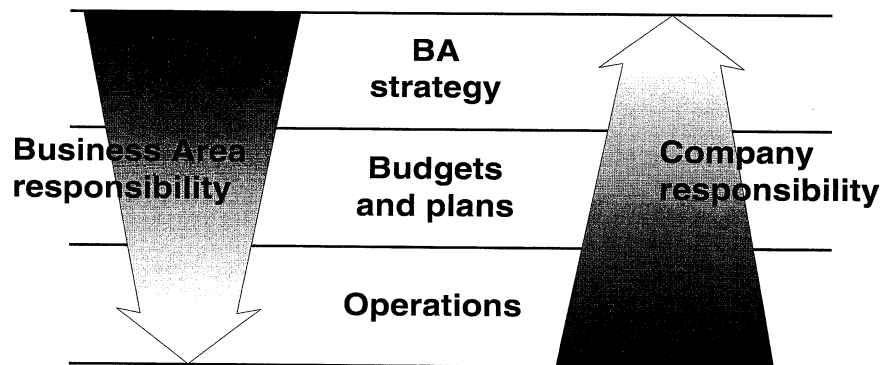 BA
strategy
Business Area
responsibility
Budgets
and plans
Company
responsibility
Operations